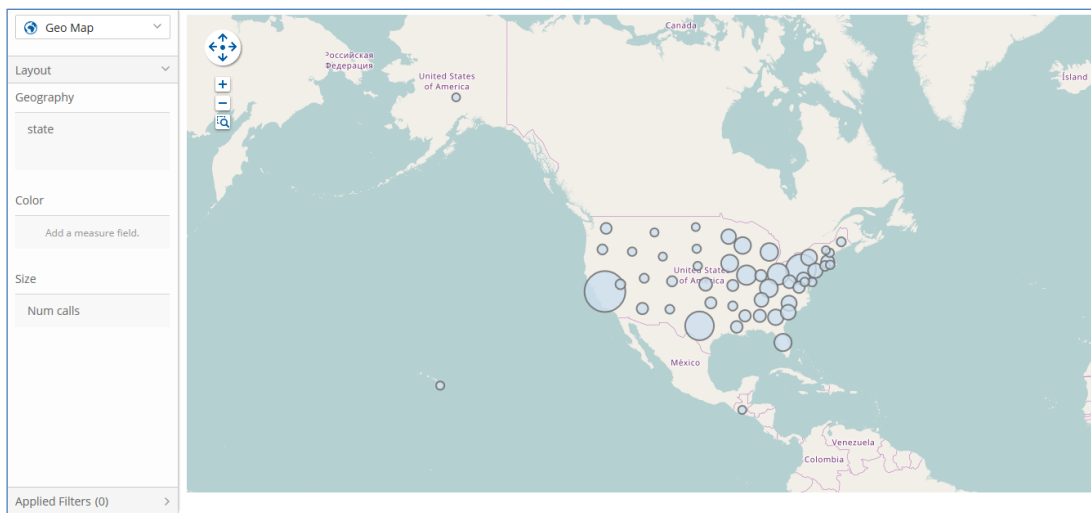 Geo Map
Layout
Geography
state
Color
Add a measure field.
Size
Num calls
Applied Filters (0)
Canada
Российская
Федерация
United States
of America
Ísland
United States
of America
México
Venezuela
Colombia